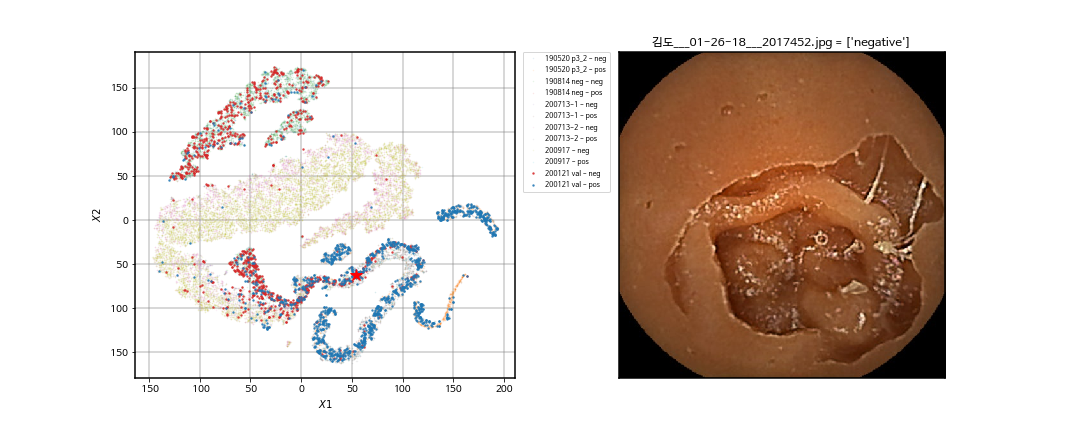 김도___01-26-18___2017452.jpg = ['negative']
150
100
50
0
50
100
150
X2
150 100 50 0 50 100 150 200
X1
190520 p3_2 − neg
190520 p3_2 − pos
190814 neg − neg
190814 neg − pos
200713−1 − neg
200713−1 − pos
200713−2 − neg
200713−2 − pos
200917 − neg
200917 − pos
200121 val − neg
200121 val − pos